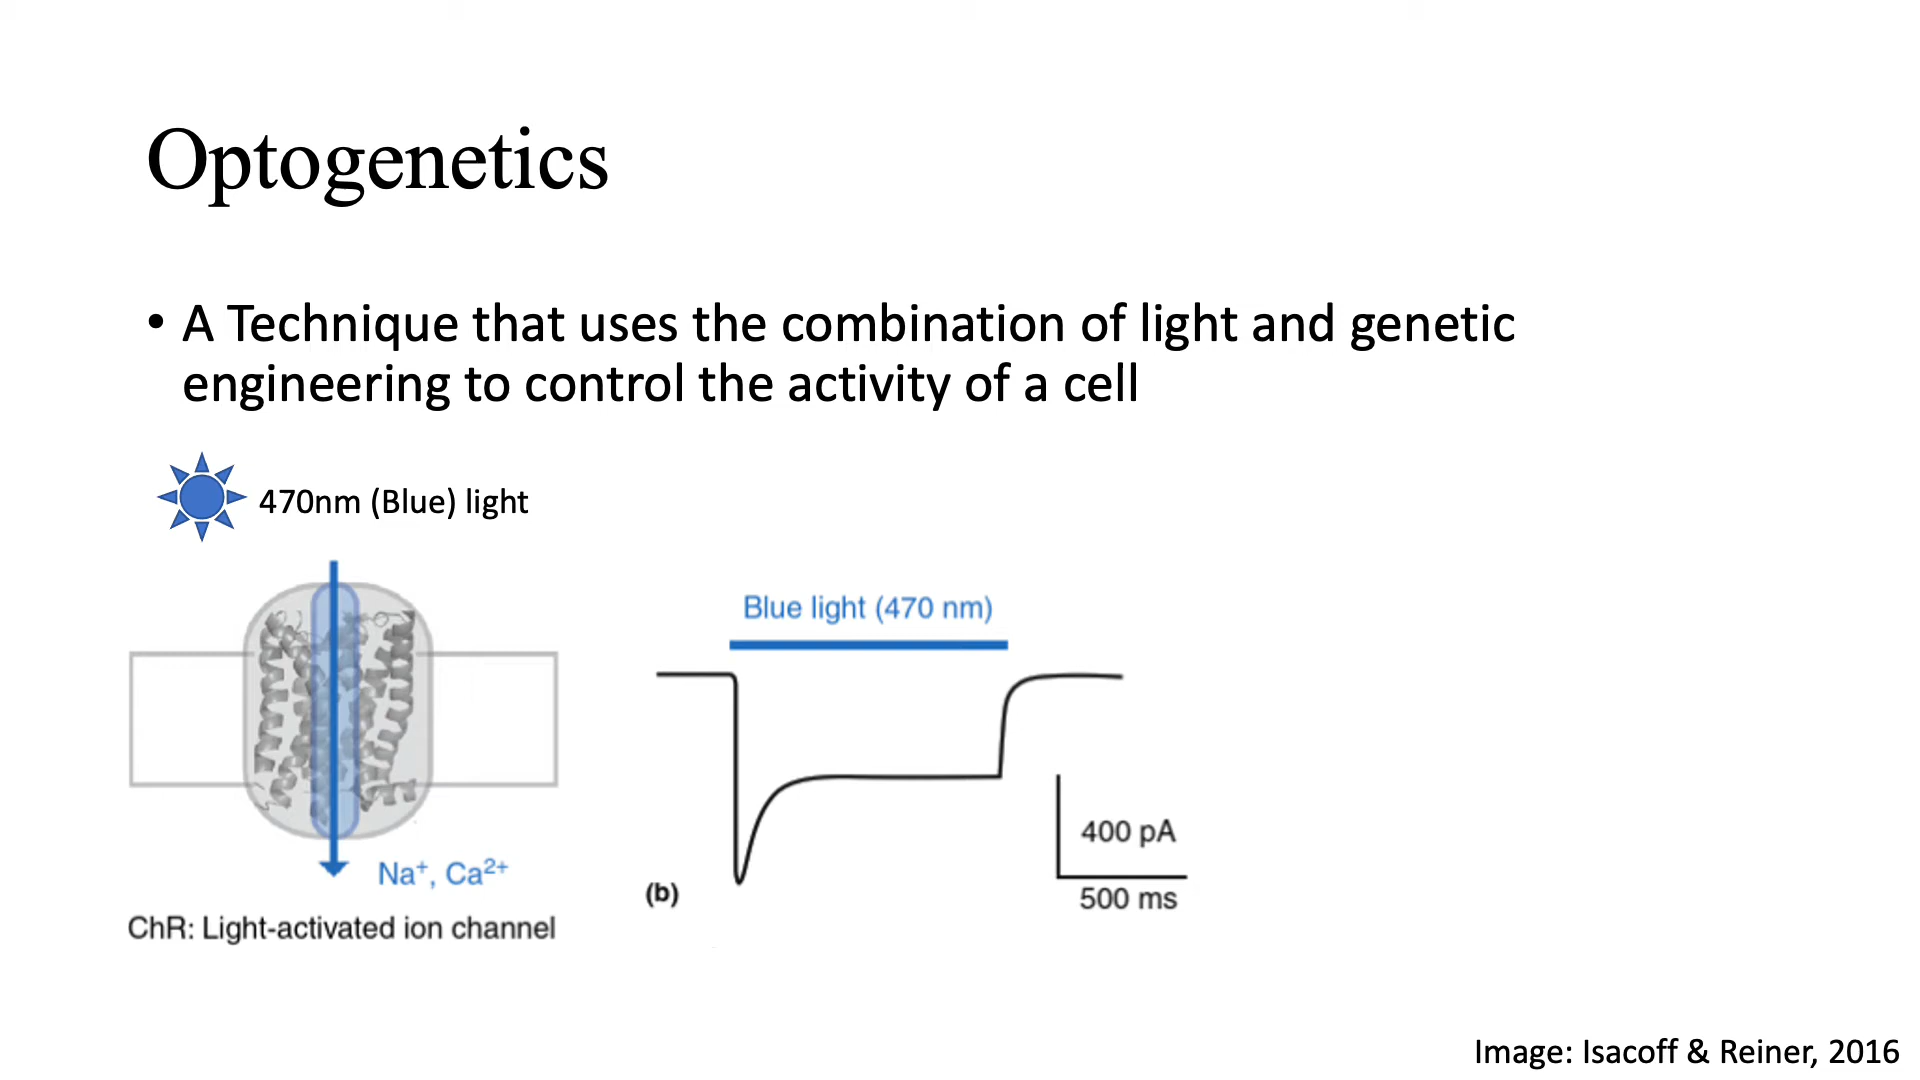 Optogenetics
• A Technique that uses the combination of light and genetic
engineering to control the activity of a cell
470nm (Blue) light
Blue light (470 nm)
400 pA
500 ms
Na⁺, Ca²⁺
(b)
ChR: Light-activated ion channel
Image: Isacoff & Reiner, 2016